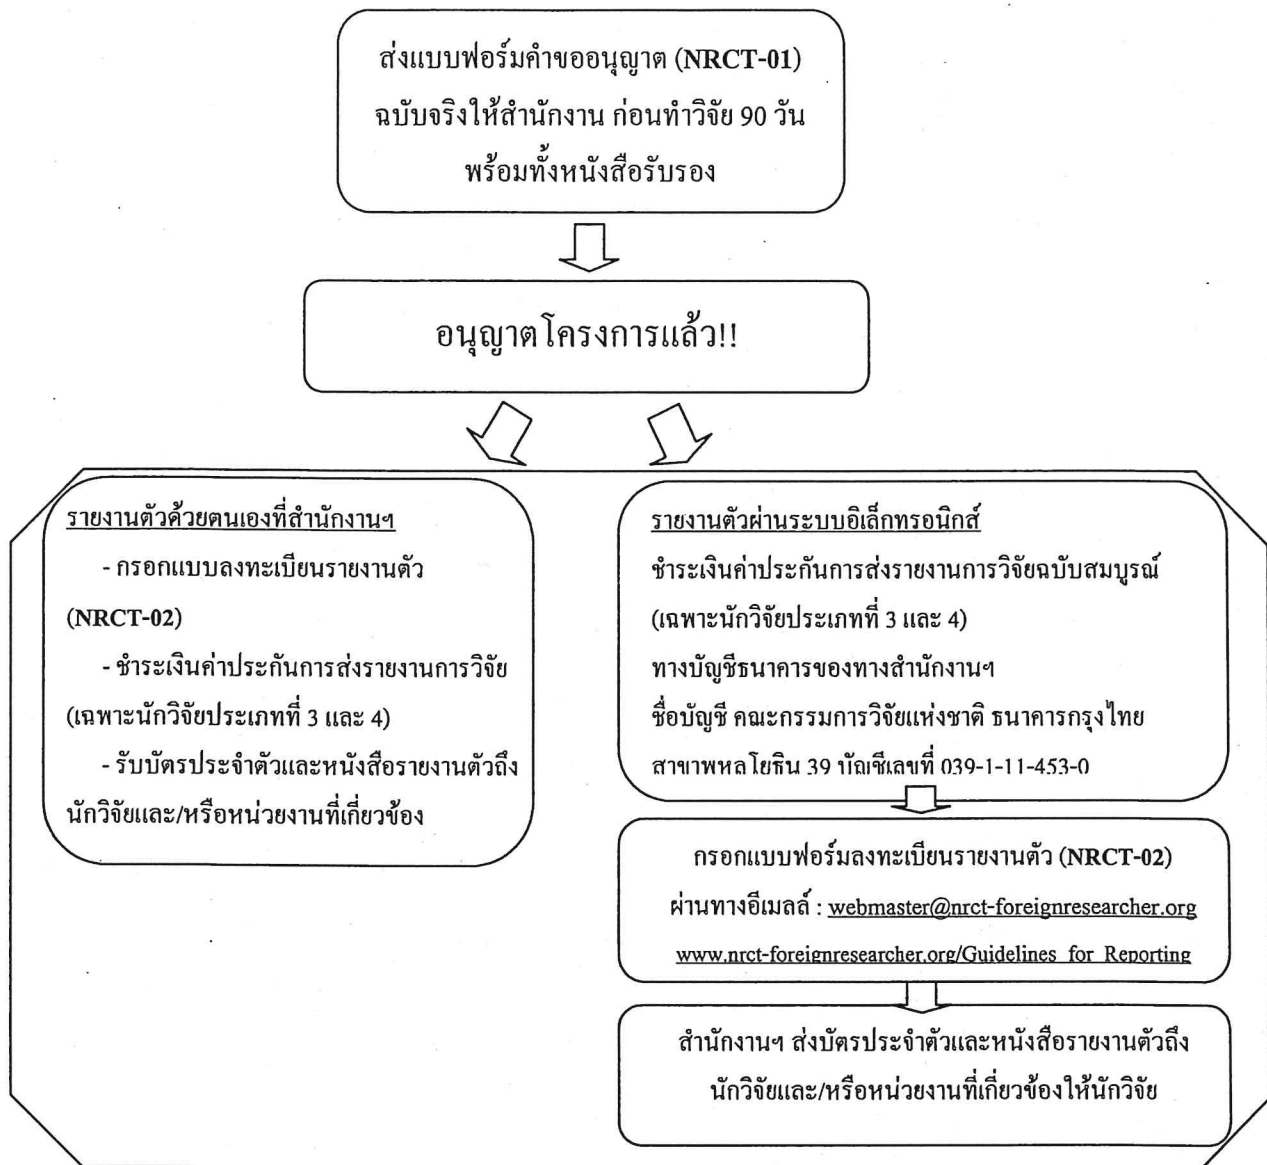 ส่งแบบฟอร์มคำขออนุญาต (NRCT-01)
ฉบับจริงให้สำนักงาน ก่อนทำวิจัย 90 วัน
พร้อมทั้งหนังสือรับรอง
อนุญาตโครงการแล้ว!!
รายงานตัวด้วยตนเองที่สำนักงานฯ
- กรอกแบบลงทะเบียนรายงานตัว
(NRCT-02)
- ชำระเงินค่าประกันการส่งรายงานการวิจัย
(เฉพาะนักวิจัยประเภทที่ 3 และ 4)
- รับบัตรประจำตัวและหนังสือรายงานตัวถึง
นักวิจัยและ/หรือหน่วยงานที่เกี่ยวข้อง
รายงานตัวผ่านระบบอิเล็กทรอนิกส์
ชำระเงินค่าประกันการส่งรายงานการวิจัยฉบับสมบูรณ์
(เฉพาะนักวิจัยประเภทที่ 3 และ 4)
ทางบัญชีธนาคารของทางสำนักงานฯ
ชื่อบัญชี คณะกรรมการวิจัยแห่งชาติ ธนาคารกรุงไทย
สาขาพหลโยธิน 39 บัญชีเลขที่ 039-1-11-453-0
กรอกแบบฟอร์มลงทะเบียนรายงานตัว (NRCT-02)
ผ่านทางอีเมลล์ : webmaster@nrct-foreignresearcher.org
www.nrct-foreignresearcher.org/Guidelines_for_Reporting
สำนักงานฯ ส่งบัตรประจำตัวและหนังสือรายงานตัวถึง
นักวิจัยและ/หรือหน่วยงานที่เกี่ยวข้องให้นักวิจัย